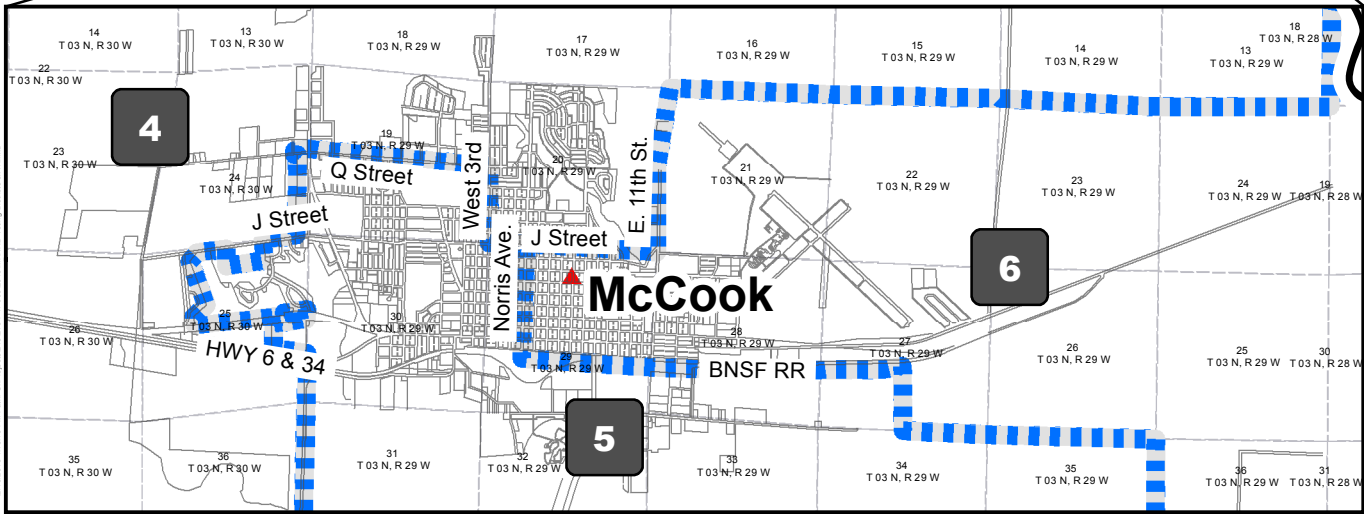 14
T 03 N, R 30 W
13
T 03 N, R 30 W
18
T 03 N, R 29 W
17
T 03 N, R 29 W
16
T 03 N, R 29 W
15
T 03 N, R 29 W
14
T 03 N, R 29 W
13
T 03 N, R 29 W
18
T 03 N, R 28 W
22
T 03 N, R 30 W
4
23
T 03 N, R 30 W
24
T 03 N, R 30 W
19
T 03 N, R 29 W
Q Street
West 3rd
20
T 03 N, R 29 W
E. 11th St.
21
T 03 N, R 29 W
22
T 03 N, R 29 W
23
T 03 N, R 29 W
24
T 03 N, R 29 W
19
T 03 N, R 28 W
J Street
J Street
Norris Ave.
McCook
6
26
T 03 N, R 30 W
25
T 03 N, R 30 W
30
T 03 N, R 29 W
HWY 6 & 34
29
T 03 N, R 29 W
28
T 03 N, R 29 W
BNSF RR
27
T 03 N, R 29 W
26
T 03 N, R 29 W
25
T 03 N, R 29 W
30
T 03 N, R 28 W
5
35
T 03 N, R 30 W
36
T 03 N, R 30 W
31
T 03 N, R 29 W
32
T 03 N, R 29 W
33
T 03 N, R 29 W
34
T 03 N, R 29 W
35
T 03 N, R 29 W
36
T 03 N, R 29 W
31
T 03 N, R 28 W